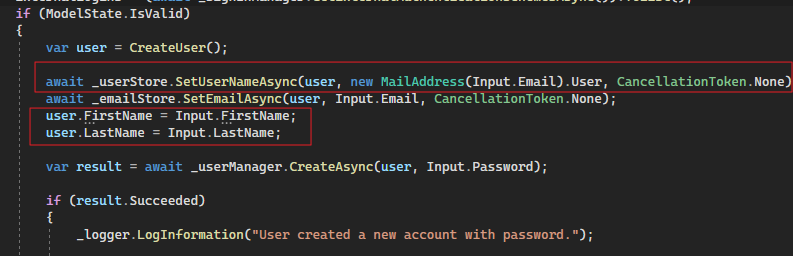 if (ModelState.IsValid)
{
var user = CreateUser();
await _userStore.SetUserNameAsync(user, new MailAddress(Input.Email).User, CancellationToken.None)
await _emailStore.SetEmailAsync(user, Input.Email, CancellationToken.None);
user.FirstName = Input.FirstName;
user.LastName = Input.LastName;
var result = await _userManager.CreateAsync(user, Input.Password);
if (result.Succeeded)
{
_logger.LogInformation("User created a new account with password.");